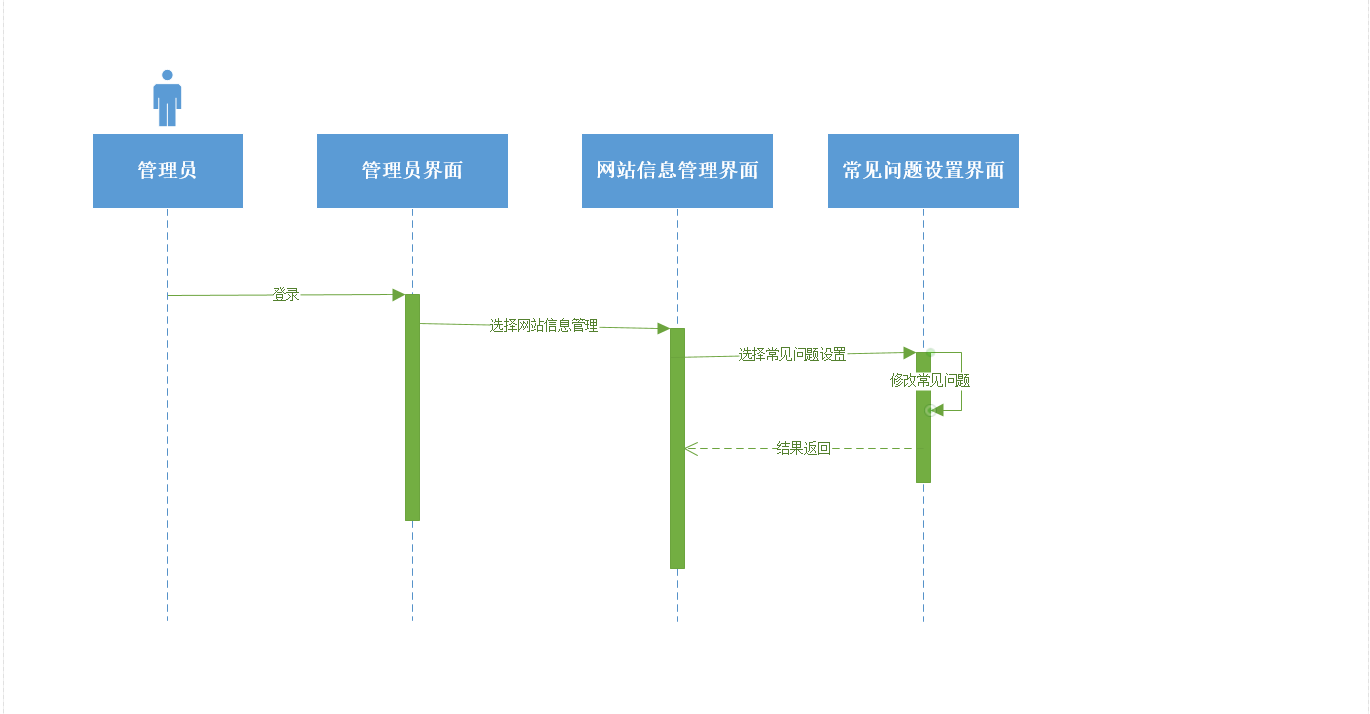 管理员
管理员界面
网站信息管理界面
常见问题设置界面
登录
选择网站信息管理
选择常见问题设置
修改常见问题
结果返回